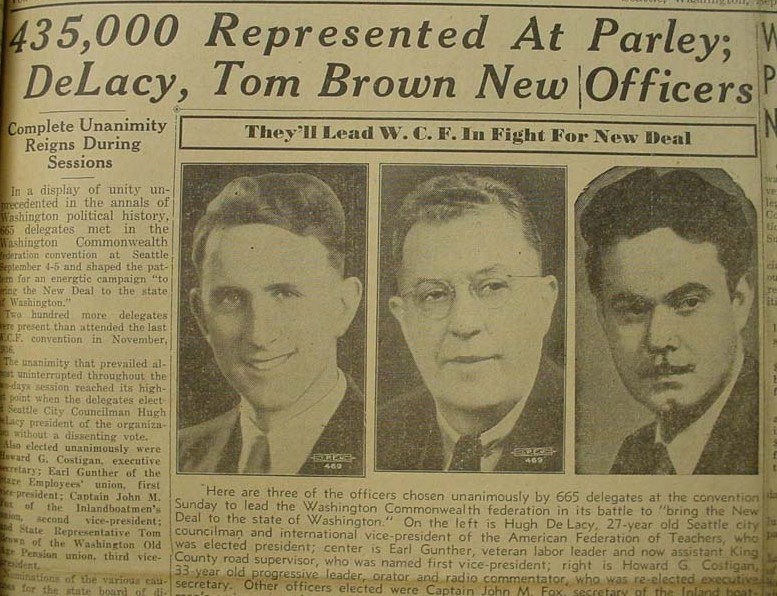 435,000 Represented At Parley;
DeLacy, Tom Brown New Officers
Complete Unanimity
Reigns During
Sessions
They'll Lead W. C. F. In Fight For New Deal
In a display of unity un-
precedented in the annals of
Washington political history,
665 delegates met in the
Washington Commonwealth
Federation convention at Seattle
September 4-5 and shaped the pat-
tern for an energtic campaign "to
bring the New Deal to the state
of Washington."
Two hundred more delegates
were present than attended the last
W.C.F. convention in November,
The unanimity that prevailed al-
most uninterrupted throughout the
two-days session reached its high-
point when the delegates elect-
Seattle City Councilman Hugh
DeLacy president of the organiza-
without a dissenting vote.
Also elected unanimously were
Howard G. Costigan, executive
secretary; Earl Gunther of the
Employees' union, first
vice-president; Captain John M.
Fox of the Inlandboatmen's
union, second vice-president;
and State Representative Tom
Brown of the Washington Old
Age Pension union, third vice-
president.
Nominations of the various cau-
for the state board of di-
469
469
"Here are three of the officers chosen unanimously by 665 delegates at the convention
Sunday to lead the Washington Commonwealth federation in its battle to "bring the New
Deal to the state of Washington." On the left is Hugh De Lacy, 27-year old Seattle city
councilman and international vice-president of the American Federation of Teachers, who
was elected president; center is Earl Gunther, veteran labor leader and now assistant King
County road supervisor, who was named first vice-president; right is Howard G. Costigan,
33-year old progressive leader, orator and radio commentator, who was re-elected executive
secretary. Other officers elected were Captain John M. Fox, secretary of the Inland boat-